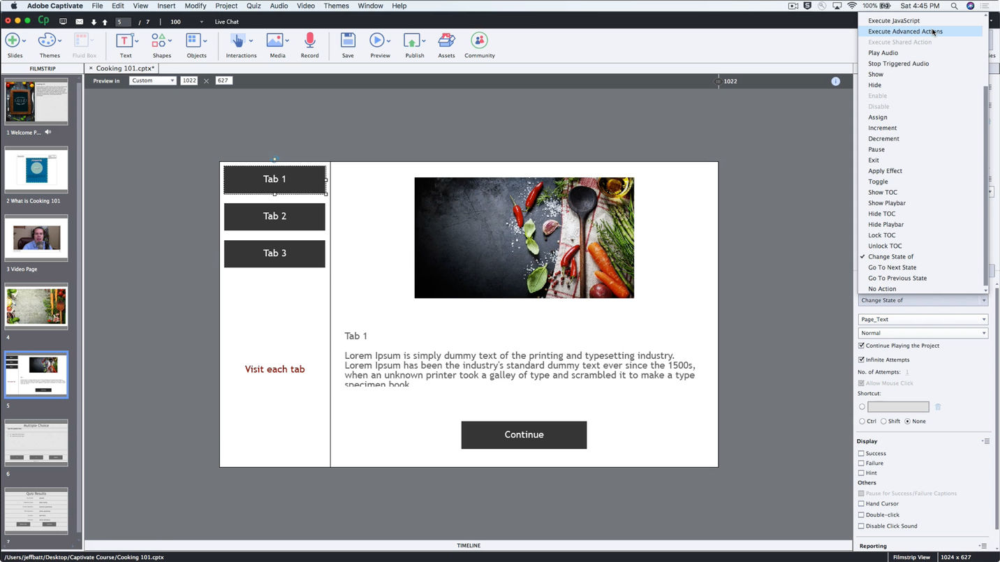 Adobe Captivate File Edit View Insert Modify Project Quiz Audio Video Themes Window Help 100% Sat 4:45 PM
Cp 5 / 7 100 Live Chat
Slides Themes Fluid Box Text Shapes Objects Interactions Media Record Save Preview Publish Assets Community
FILMSTRIP × Cooking 101.cptx*
Preview in Custom 1022 × 627 1022
1 Welcome P...
2 What is Cooking 101
3 Video Page
4
5
Multiple Choice
6
Quiz Results
7
Tab 1
Tab 2
Tab 3
Visit each tab
Tab 1
Lorem Ipsum is simply dummy text of the printing and typesetting industry.
Lorem Ipsum has been the industry's standard dummy text ever since the 1500s,
when an unknown printer took a galley of type and scrambled it to make a type
specimen book
Continue
Execute JavaScript
Execute Advanced Actions
Execute Shared Action
Play Audio
Stop Triggered Audio
Show
Hide
Enable
Disable
Assign
Increment
Decrement
Pause
Exit
Apply Effect
Toggle
Show TOC
Show Playbar
Hide TOC
Hide Playbar
Lock TOC
Unlock TOC
Change State of
Go To Next State
Go To Previous State
No Action
Change State of
Page_Text
Normal
Continue Playing the Project
Infinite Attempts
No. of Attempts: 1
Allow Mouse Click
Shortcut:
Ctrl Shift None
Display
Success
Failure
Hint
Others
Pause for Success/Failure Captions
Hand Cursor
Double-click
Disable Click Sound
Reporting
TIMELINE
/Users/jeffbatt/Desktop/Captivate Course/Cooking 101.cptx Filmstrip View 1024 x 627